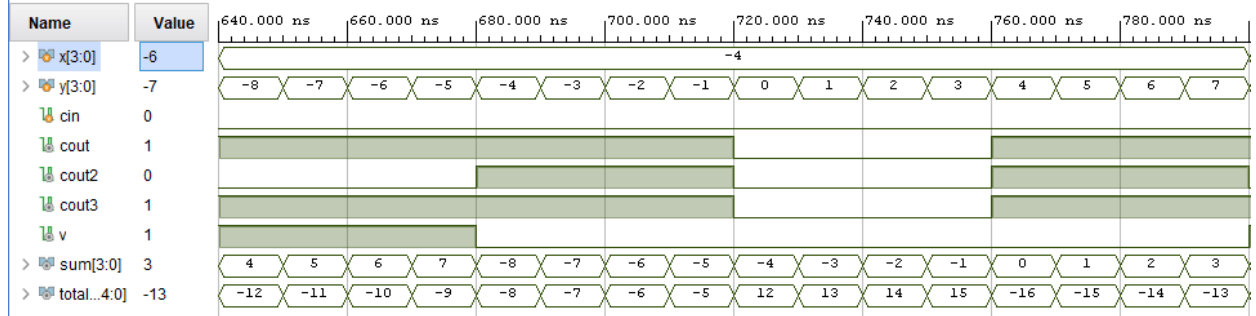 Name Value 640.000 ns 660.000 ns 680.000 ns 700.000 ns 720.000 ns 740.000 ns 760.000 ns 780.000 ns
x[3:0] -6 -4
y[3:0] -7 -8 -7 -6 -5 -4 -3 -2 -1 0 1 2 3 4 5 6 7
cin 0
cout 1
cout2 0
cout3 1
v 1
sum[3:0] 3 4 5 6 7 -8 -7 -6 -5 -4 -3 -2 -1 0 1 2 3
total...4:0] -13 -12 -11 -10 -9 -8 -7 -6 -5 12 13 14 15 -16 -15 -14 -13